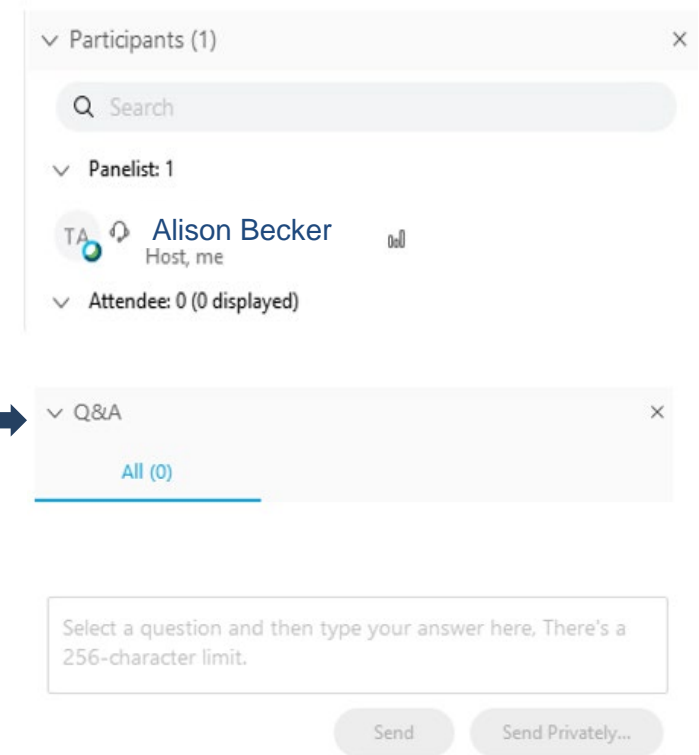 Participants (1)
Search
Panelist: 1
TA
Alison Becker
Host, me
Attendee: 0 (0 displayed)
Q&A
All (0)
Select a question and then type your answer here, There's a
256-character limit.
Send Send Privately...